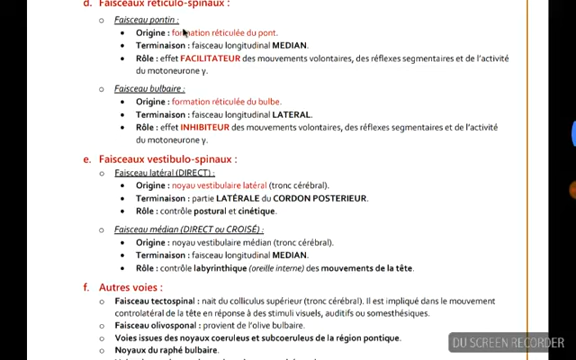 d. Faisceaux réticulo-spinaux :
o Faisceau pontin :
• Origine : formation réticulée du pont.
• Terminaison : faisceau longitudinal MEDIAN.
• Rôle : effet FACILITATEUR des mouvements volontaires, des réflexes segmentaires et de l'activité
du motoneurone γ.
o Faisceau bulbaire :
• Origine : formation réticulée du bulbe.
• Terminaison : faisceau longitudinal LATERAL.
• Rôle : effet INHIBITEUR des mouvements volontaires, des réflexes segmentaires et de l'activité
du motoneurone γ.
e. Faisceaux vestibulo-spinaux :
o Faisceau latéral (DIRECT) :
• Origine : noyau vestibulaire latéral (tronc cérébral).
• Terminaison : partie LATÉRALE du CORDON POSTERIEUR.
• Rôle : contrôle postural et cinétique.
o Faisceau médian (DIRECT ou CROISÉ) :
• Origine : noyau vestibulaire médian (tronc cérébral).
• Terminaison : faisceau longitudinal MEDIAN.
• Rôle : contrôle labyrinthique (oreille interne) des mouvements de la tête.
f. Autres voies :
o Faisceau tectospinal : nait du colliculus supérieur (tronc cérébral). Il est impliqué dans le mouvement
controlatéral de la tête en réponse à des stimuli visuels, auditifs ou somesthésiques.
o Faisceau olivospinal : provient de l'olive bulbaire.
o Voies issues des noyaux coeruleus et subcoeruleus de la région pontique.
o Noyaux du raphé bulbaire.
DU SCREEN RECORDER